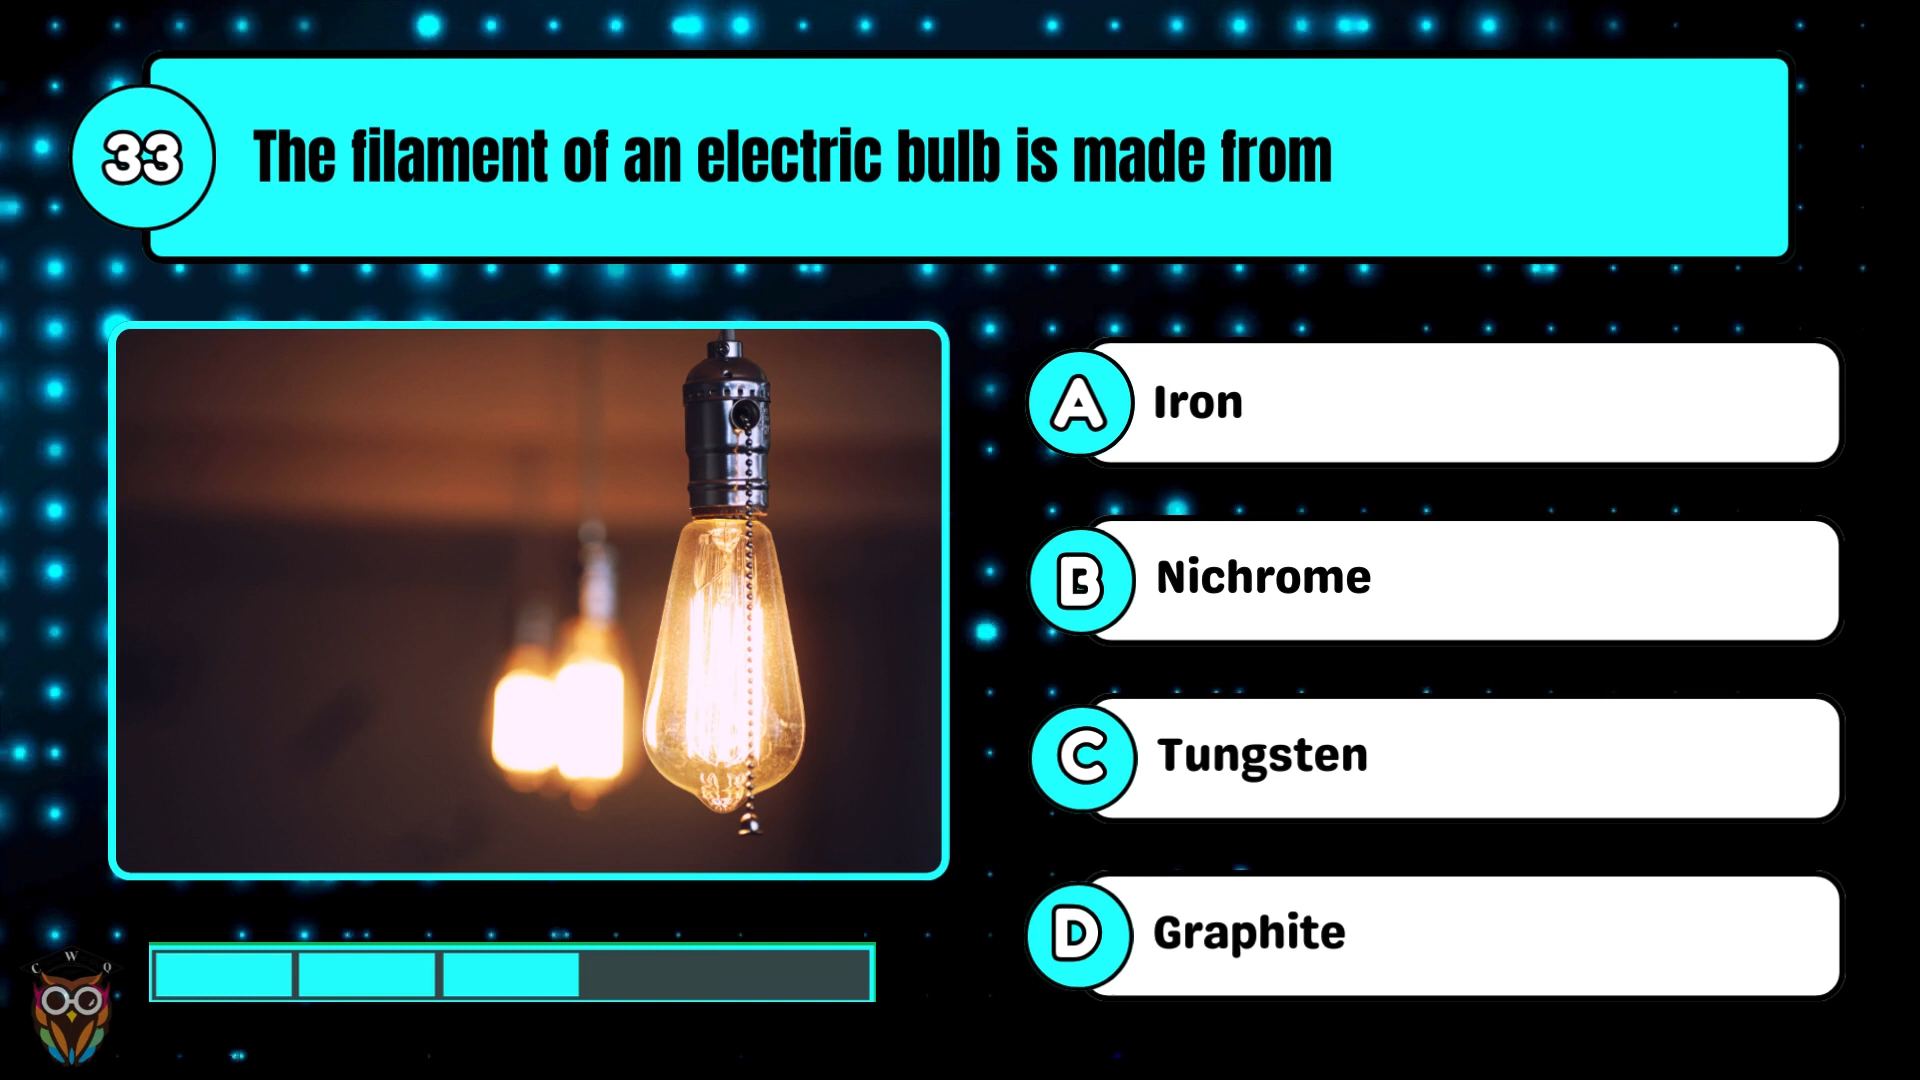 33
The filament of an electric bulb is made from
A
Iron
B
Nichrome
C
Tungsten
D
Graphite
C W Q